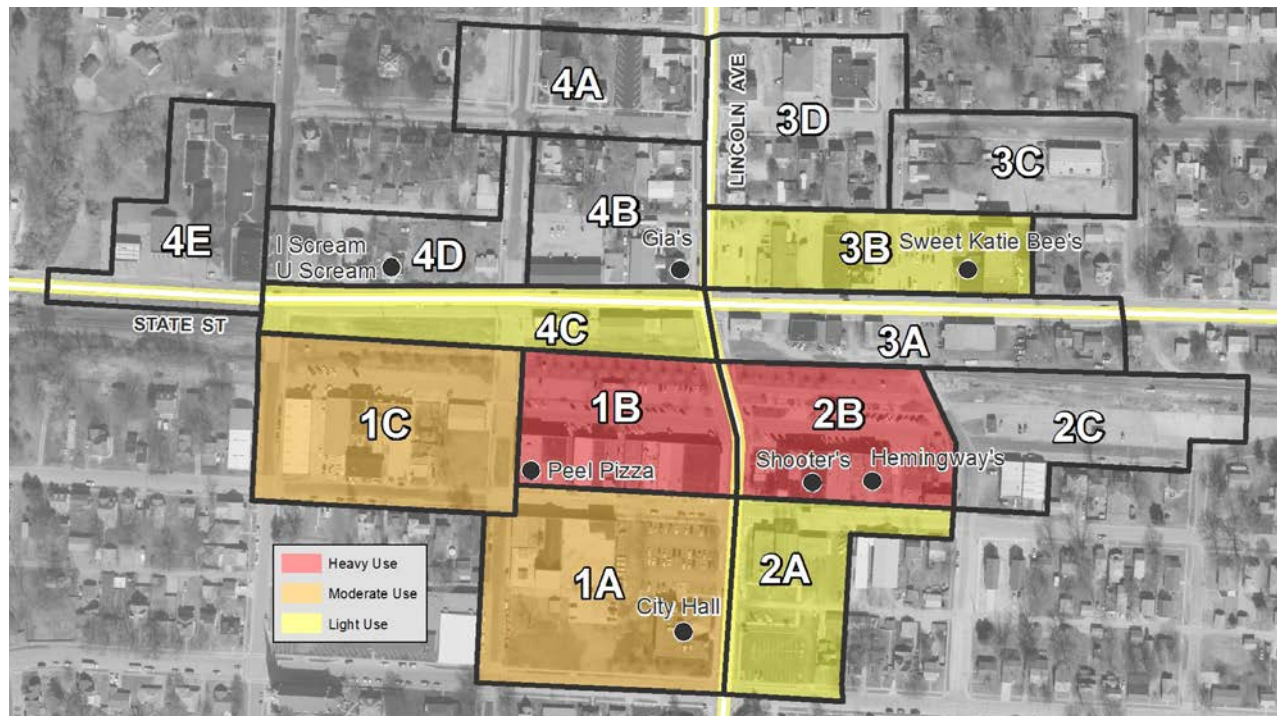 4A
LINCOLN AVE
3D
3C
4B
4E
I Scream
U Scream
4D
Gia's
3B
Sweet Katie Bee's
STATE ST
4C
3A
1C
1B
2B
2C
Peel Pizza
Shooter's
Hemingway's
1A
2A
City Hall
Heavy Use
Moderate Use
Light Use